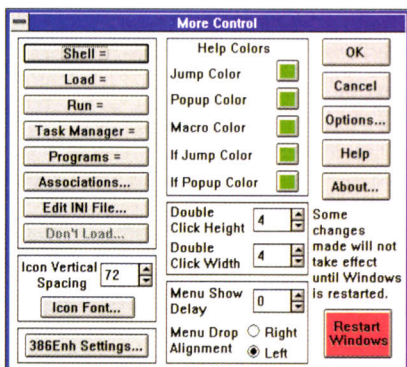 More Control
Shell =
Load =
Run =
Task Manager =
Programs =
Associations...
Edit INI File...
Don't Load...
Icon Vertical
Spacing
72
Icon Font...
386Enh Settings...
Help Colors
Jump Color
Popup Color
Macro Color
If Jump Color
If Popup Color
Double
Click Height
4
Double
Click Width
4
Menu Show
Delay
0
Menu Drop
Alignment
Right
Left
OK
Cancel
Options...
Help
About...
Some
changes
made will not
take effect
until Windows
is restarted.
Restart
Windows